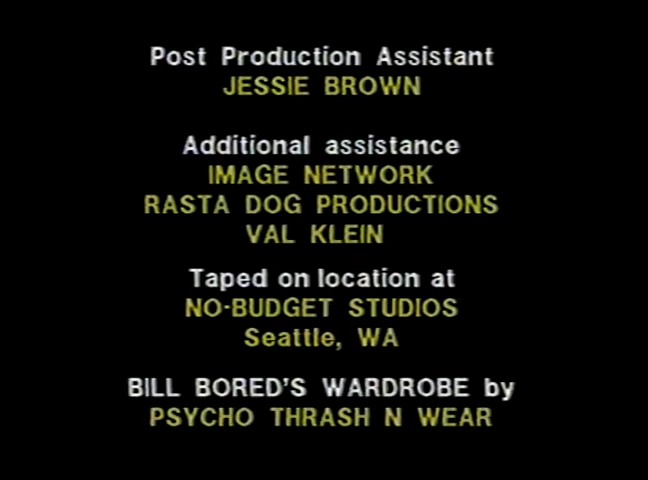 Post Production Assistant
JESSIE BROWN
Additional assistance
IMAGE NETWORK
RASTA DOG PRODUCTIONS
VAL KLEIN
Taped on location at
NO-BUDGET STUDIOS
Seattle, WA
BILL BORED'S WARDROBE by
PSYCHO THRASH N WEAR